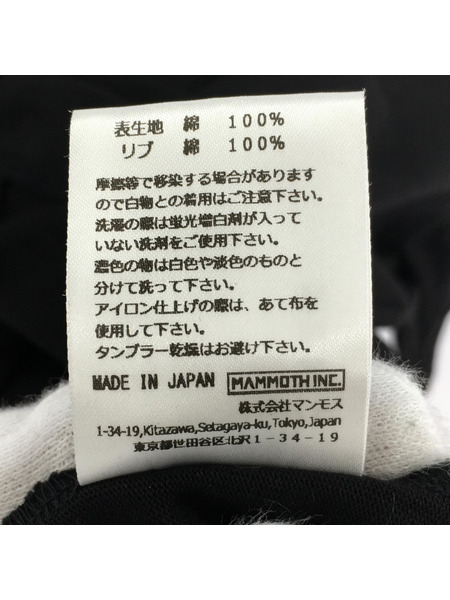 表生地 綿 100%
リブ 綿 100%
摩擦等で移染する場合があります
ので白物との着用はご注意下さい。
洗濯の際は蛍光増白剤が入って
いない洗剤をご使用下さい。
濃色の物は白色や淡色のものと
分けて洗って下さい。
アイロン仕上げの際は、あて布を
使用して下さい。
タンブラー乾燥はお避け下さい。
MADE IN JAPAN MAMMOTH INC.
株式会社マンモス
1-34-19,Kitazawa,Setagaya-ku,Tokyo,Japan
東京都世田谷区北沢1-34-19